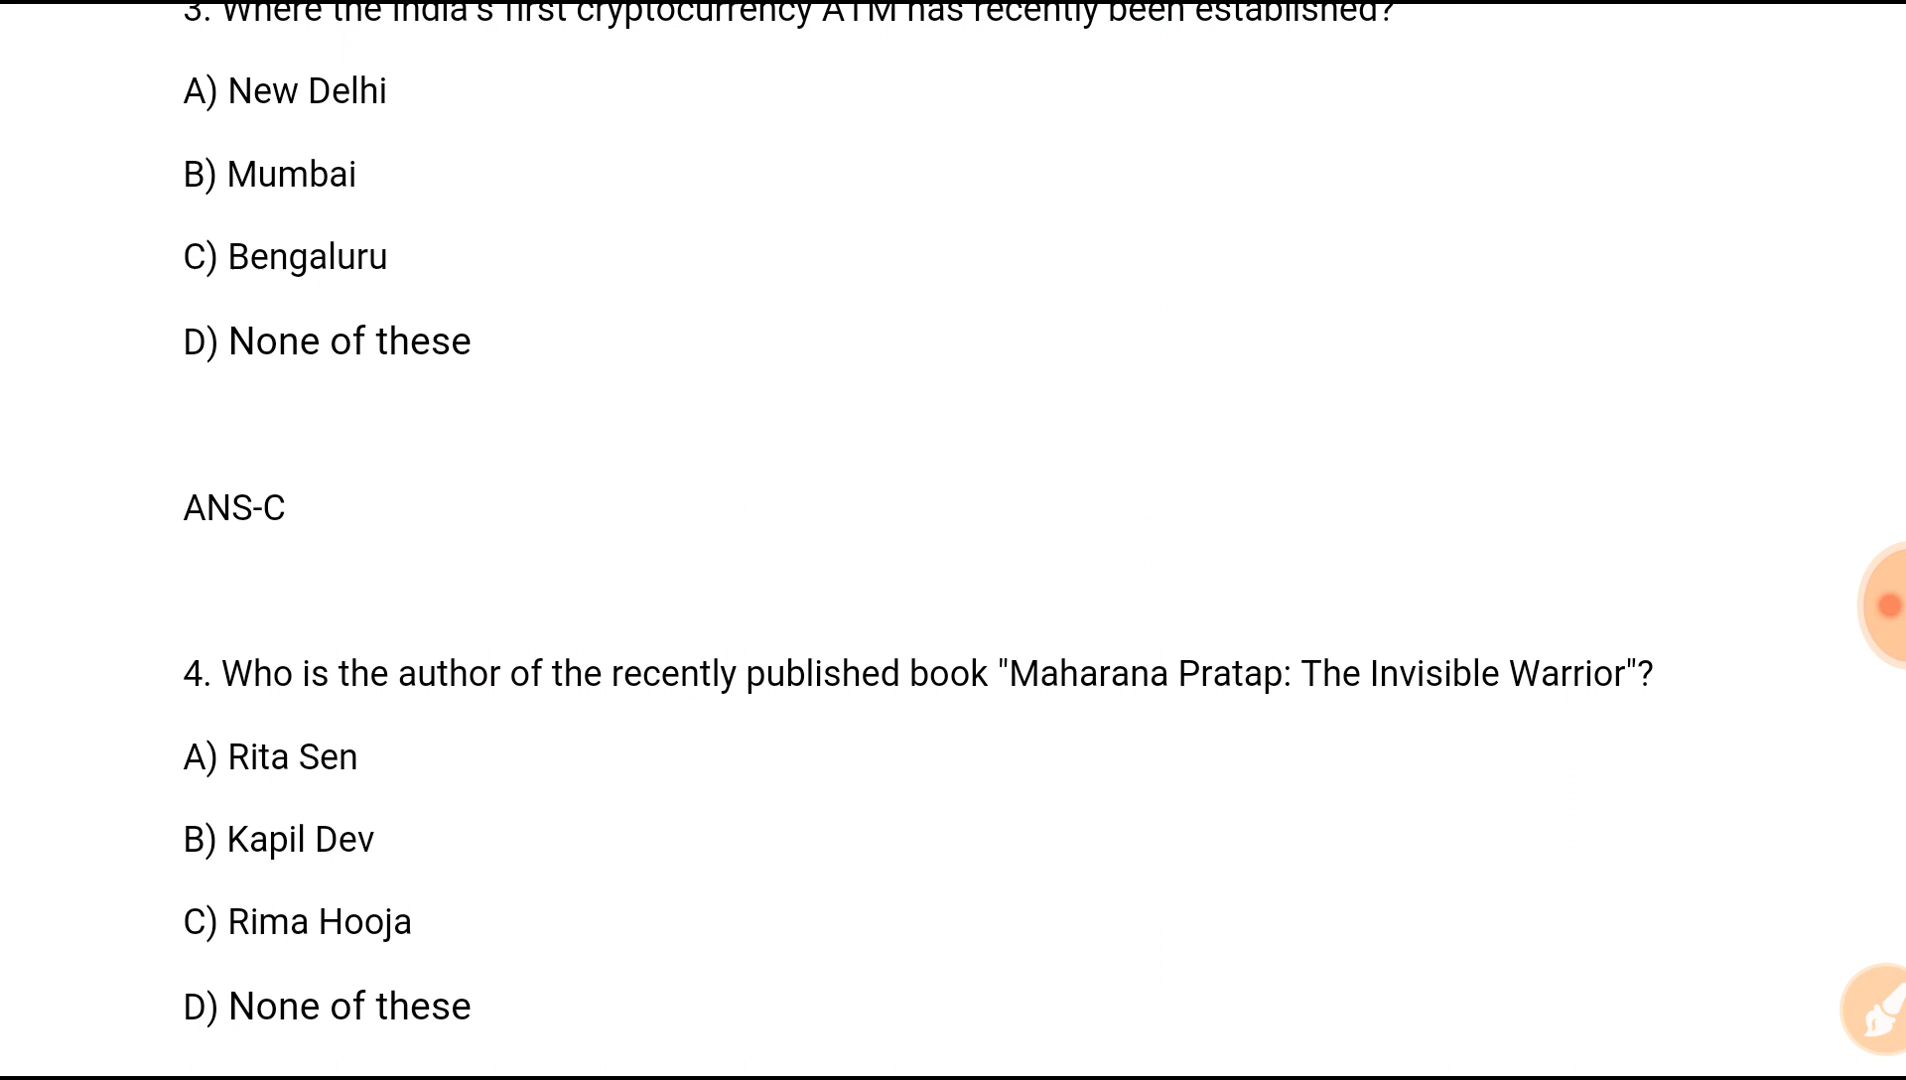 3. Where the India's first cryptocurrency ATM has recently been established?
A) New Delhi
B) Mumbai
C) Bengaluru
D) None of these
ANS-C
4. Who is the author of the recently published book "Maharana Pratap: The Invisible Warrior"?
A) Rita Sen
B) Kapil Dev
C) Rima Hooja
D) None of these